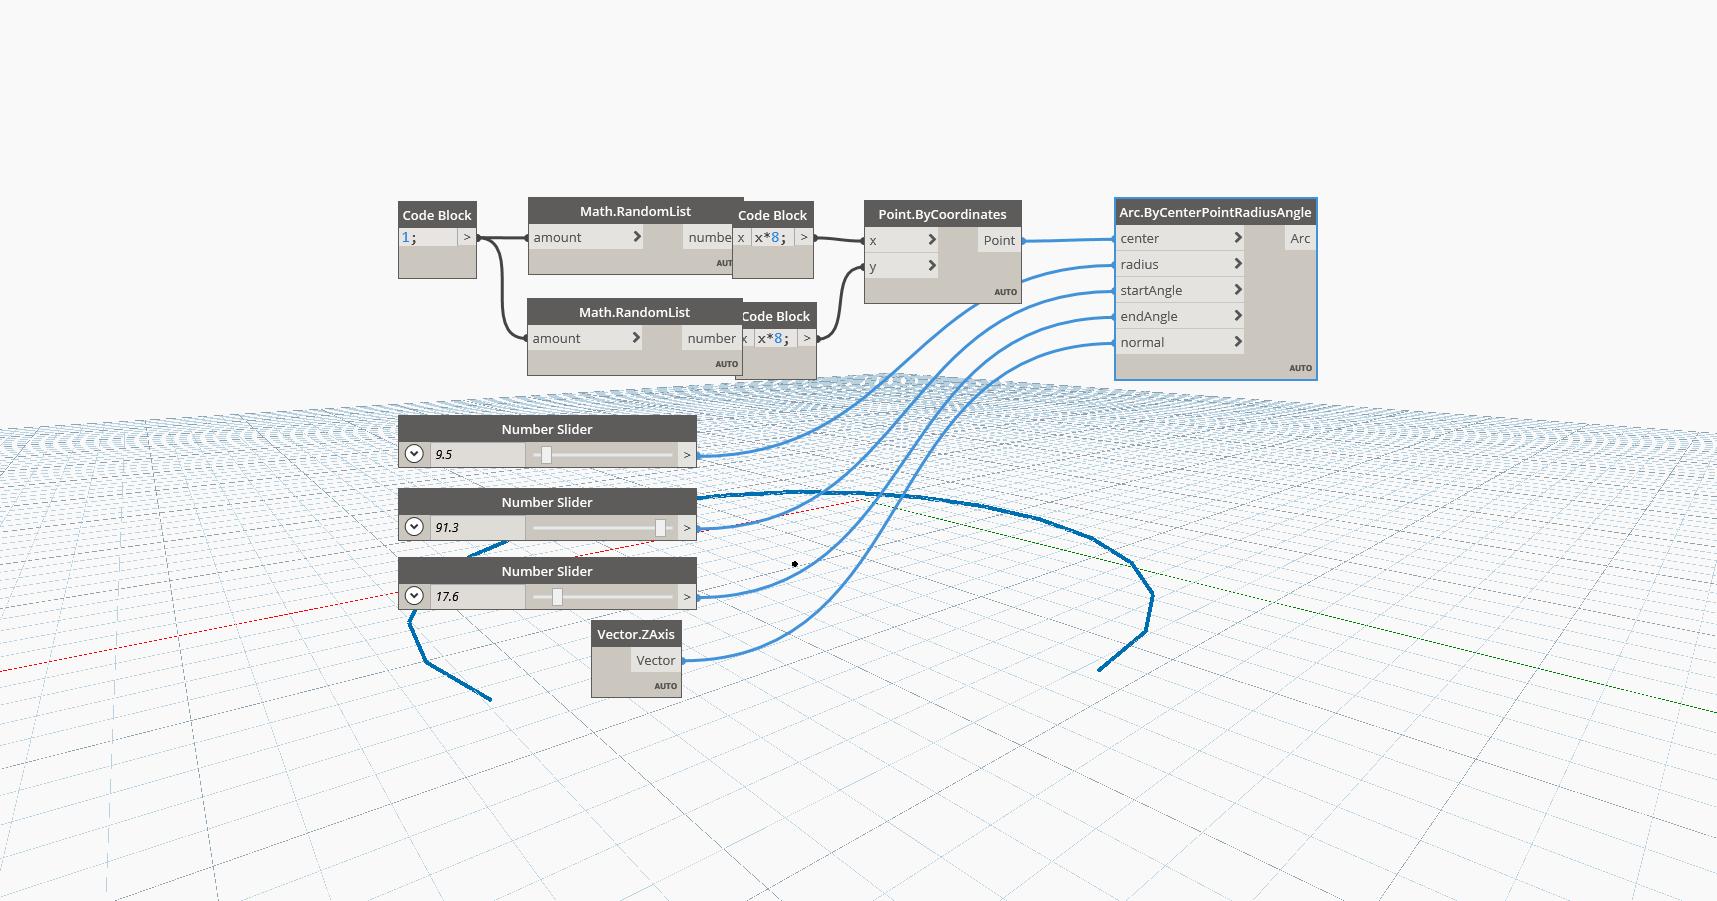 Code Block
1;
>
Math.RandomList
amount
numbe
AUT
Code Block
x
x*8;
>
Point.ByCoordinates
x
y
Point
AUTO
Arc.ByCenterPointRadiusAngle
center
radius
startAngle
endAngle
normal
Arc
AUTO
Math.RandomList
amount
number
AUTO
Code Block
x
x*8;
>
Number Slider
9.5
>
Number Slider
91.3
>
Number Slider
17.6
>
Vector.ZAxis
Vector
AUTO